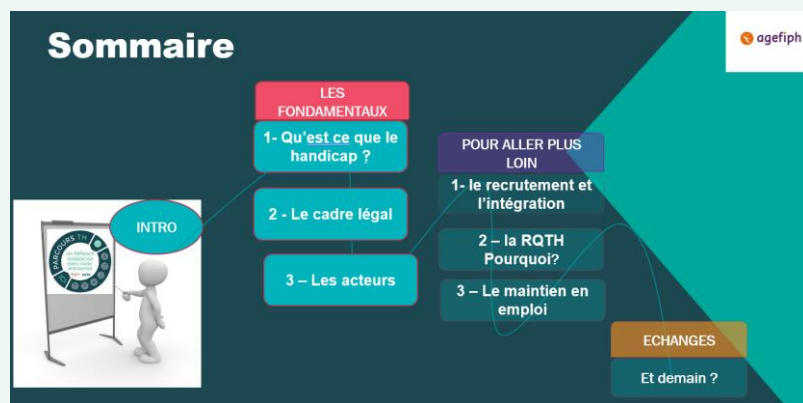 Sommaire
agefiph
LES
FONDAMENTAUX
1- Qu'est ce que le
handicap ?
2 - Le cadre légal
3 – Les acteurs
POUR ALLER PLUS
LOIN
1- le recrutement et
l'intégration
2 – la RQTH
Pourquoi?
3 – Le maintien en
emploi
INTRO
PARCOURS TH
ECHANGES
Et demain ?